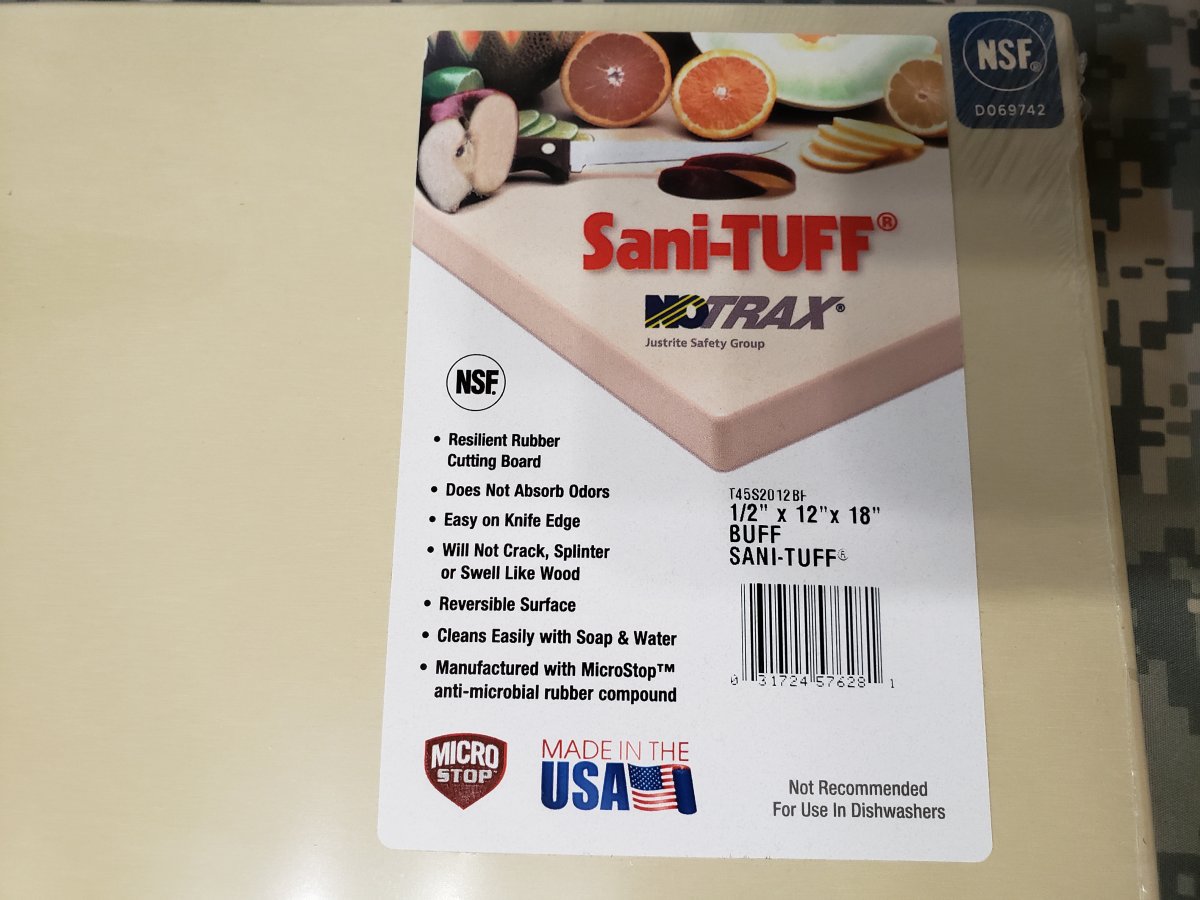 NSF®
D069742
Sani-TUFF®
NOTRAX®
Justrite Safety Group
NSF.
• Resilient Rubber
Cutting Board
• Does Not Absorb Odors
• Easy on Knife Edge
• Will Not Crack, Splinter
or Swell Like Wood
• Reversible Surface
• Cleans Easily with Soap & Water
• Manufactured with MicroStop™
anti-microbial rubber compound
T45S2012BF
1/2" x 12"x 18"
BUFF
SANI-TUFF®
0 31724 57628 1
MICRO
STOP™
MADE IN THE
USA
Not Recommended
For Use In Dishwashers